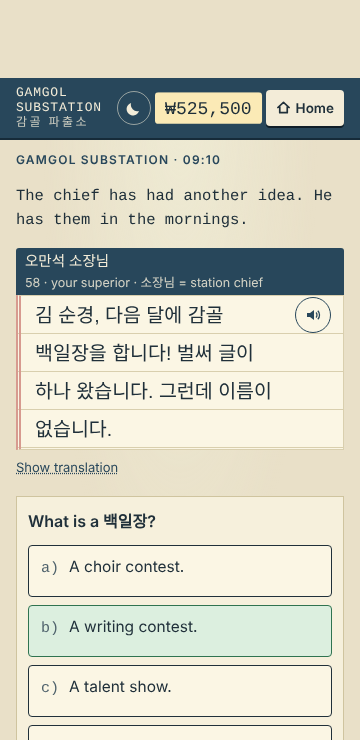 GAMGOL
SUBSTATION
감골 파출소
₩525,500
Home
GAMGOL SUBSTATION · 09:10
The chief has had another idea. He
has them in the mornings.
오만석 소장님
58 · your superior · 소장님 = station chief
김 순경, 다음 달에 감골
백일장을 합니다! 벌써 글이
하나 왔습니다. 그런데 이름이
없습니다.
Show translation
What is a 백일장?
a) A choir contest.
b) A writing contest.
c) A talent show.